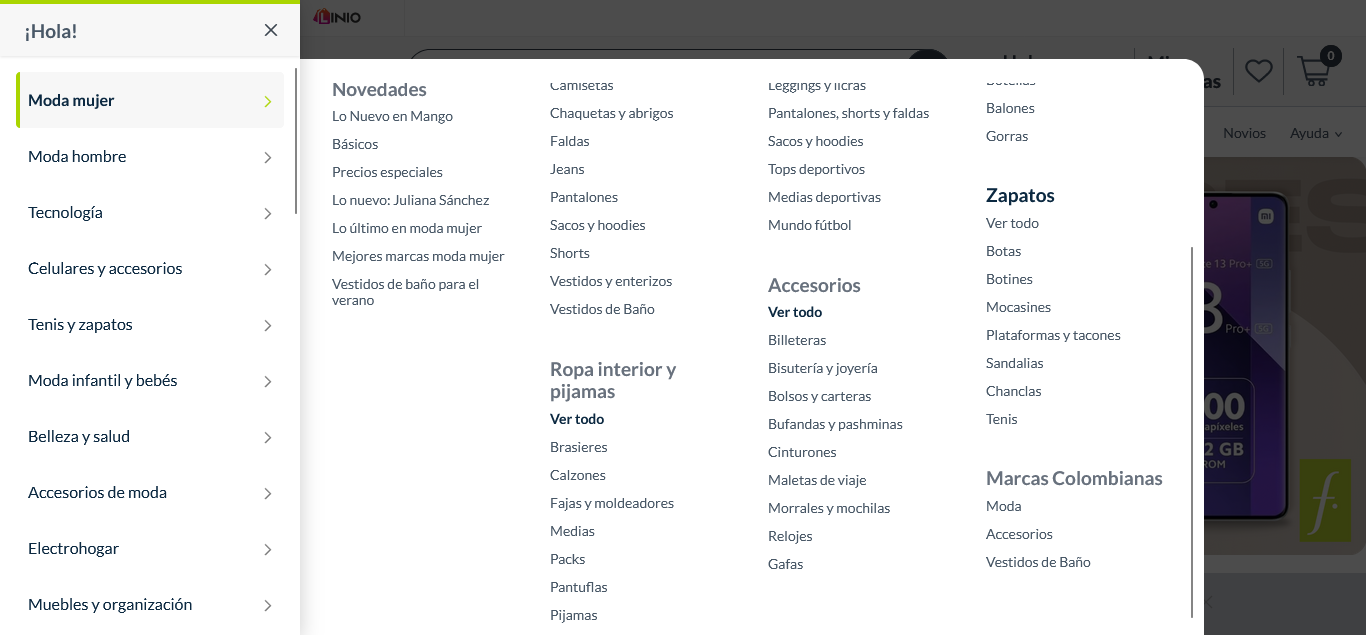 ¡Hola!
Moda mujer
Moda hombre
Tecnología
Celulares y accesorios
Tenis y zapatos
Moda infantil y bebés
Belleza y salud
Accesorios de moda
Electrohogar
Muebles y organización
LINIO
0
Novios
Ayuda
Novedades
Lo Nuevo en Mango
Básicos
Precios especiales
Lo nuevo: Juliana Sánchez
Lo último en moda mujer
Mejores marcas moda mujer
Vestidos de baño para el
verano
Camisetas
Chaquetas y abrigos
Faldas
Jeans
Pantalones
Sacos y hoodies
Shorts
Vestidos y enterizos
Vestidos de Baño
Ropa interior y
pijamas
Ver todo
Brasieres
Calzones
Fajas y moldeadores
Medias
Packs
Pantuflas
Pijamas
Leggings y licras
Pantalones, shorts y faldas
Sacos y hoodies
Tops deportivos
Medias deportivas
Mundo fútbol
Accesorios
Ver todo
Billeteras
Bisutería y joyería
Bolsos y carteras
Bufandas y pashminas
Cinturones
Maletas de viaje
Morrales y mochilas
Relojes
Gafas
Balones
Gorras
Zapatos
Ver todo
Botas
Botines
Mocasines
Plataformas y tacones
Sandalias
Chanclas
Tenis
Marcas Colombianas
Moda
Accesorios
Vestidos de Baño
13 Pro+ 5G
Pro+ 5G
GB
f.